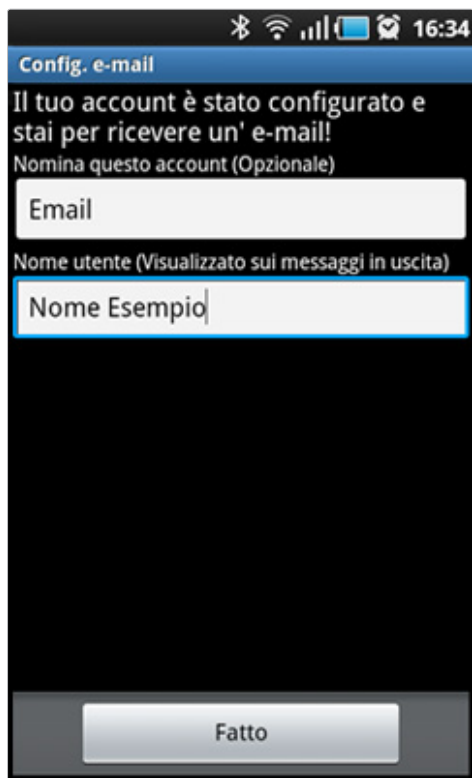 16:34
Config. e-mail
Il tuo account è stato configurato e
stai per ricevere un' e-mail!
Nomina questo account (Opzionale)
Email
Nome utente (Visualizzato sui messaggi in uscita)
Nome Esempio
Fatto